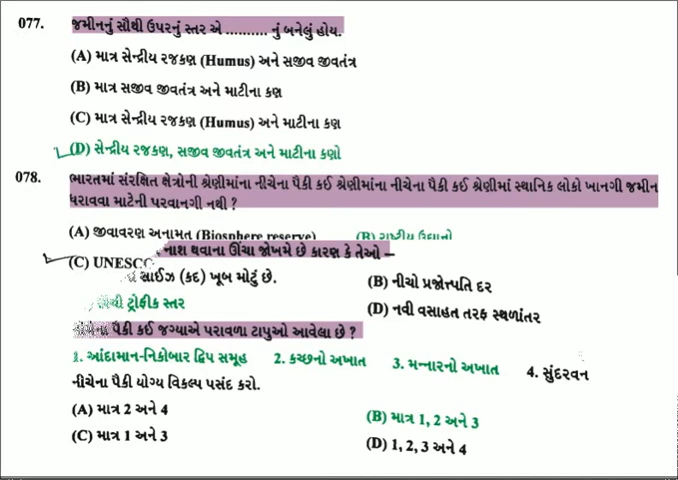 077. જમીનનું સૌથી ઉપરનું સ્તર એ .......... નું બનેલું હોય.
(A) માત્ર સેન્દ્રીય રજકણ (Humus) અને સજીવ જીવતંત્ર
(B) માત્ર સજીવ જીવતંત્ર અને માટીના કણ
(C) માત્ર સેન્દ્રીય રજકણ (Humus) અને માટીના કણ
(D) સેન્દ્રીય રજકણ, સજીવ જીવતંત્ર અને માટીના કણો
078. ભારતમાં સંરક્ષિત ક્ષેત્રોની શ્રેણીમાંના નીચેના પૈકી કઈ શ્રેણીમાંના નીચેના પૈકી કઈ શ્રેણીમાં સ્થાનિક લોકો ખાનગી જમીન
ધરાવવા માટેની પરવાનગી નથી ?
(A) જીવાવરણ અનામત (Biosphere reserve) (B) રાષ્ટ્રીય ઉદ્યાનો
નાશ થવાના ઊંચા જોખમે છે કારણ કે તેઓ –
(C) UNESCO
સાઈઝ (કદ) ખૂબ મોટું છે. (B) નીચો પ્રજોત્પતિ દર
ટ્રોફીક સ્તર (D) નવી વસાહત તરફ સ્થળાંતર
નીચેના પૈકી કઈ જગ્યાએ પરાવળા ટાપુઓ આવેલા છે ?
1. આંદામાન-નિકોબાર દ્વિપ સમૂહ 2. કચ્છનો અખાત 3. મન્નારનો અખાત 4. સુંદરવન
નીચેના પૈકી યોગ્ય વિકલ્પ પસંદ કરો.
(A) માત્ર 2 અને 4 (B) માત્ર 1, 2 અને 3
(C) માત્ર 1 અને 3 (D) 1, 2, 3 અને 4